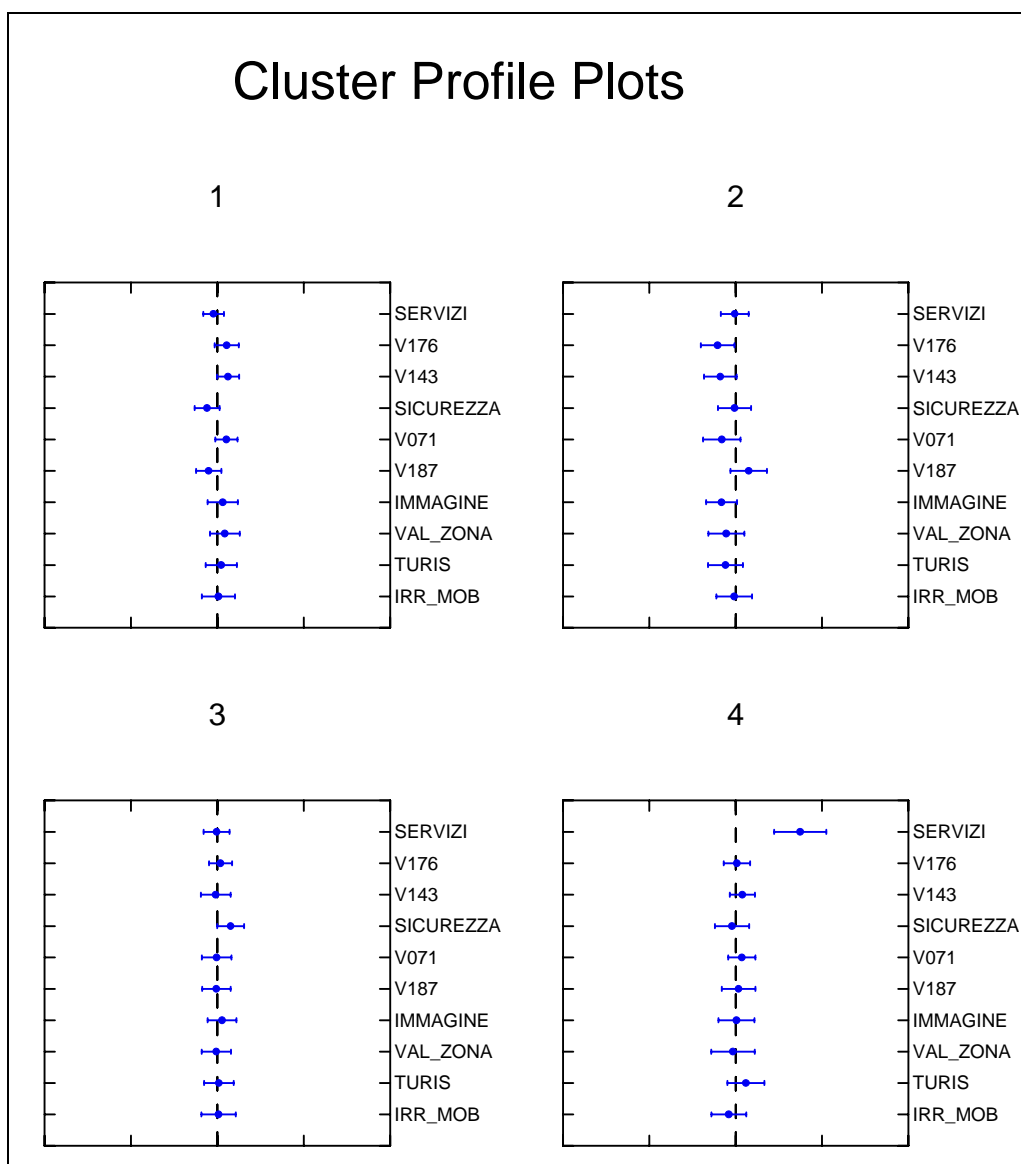 Cluster Profile Plots
1
2
SERVIZI
V176
V143
SICUREZZA
V071
V187
IMMAGINE
VAL_ZONA
TURIS
IRR_MOB
SERVIZI
V176
V143
SICUREZZA
V071
V187
IMMAGINE
VAL_ZONA
TURIS
IRR_MOB
3
4
SERVIZI
V176
V143
SICUREZZA
V071
V187
IMMAGINE
VAL_ZONA
TURIS
IRR_MOB
SERVIZI
V176
V143
SICUREZZA
V071
V187
IMMAGINE
VAL_ZONA
TURIS
IRR_MOB